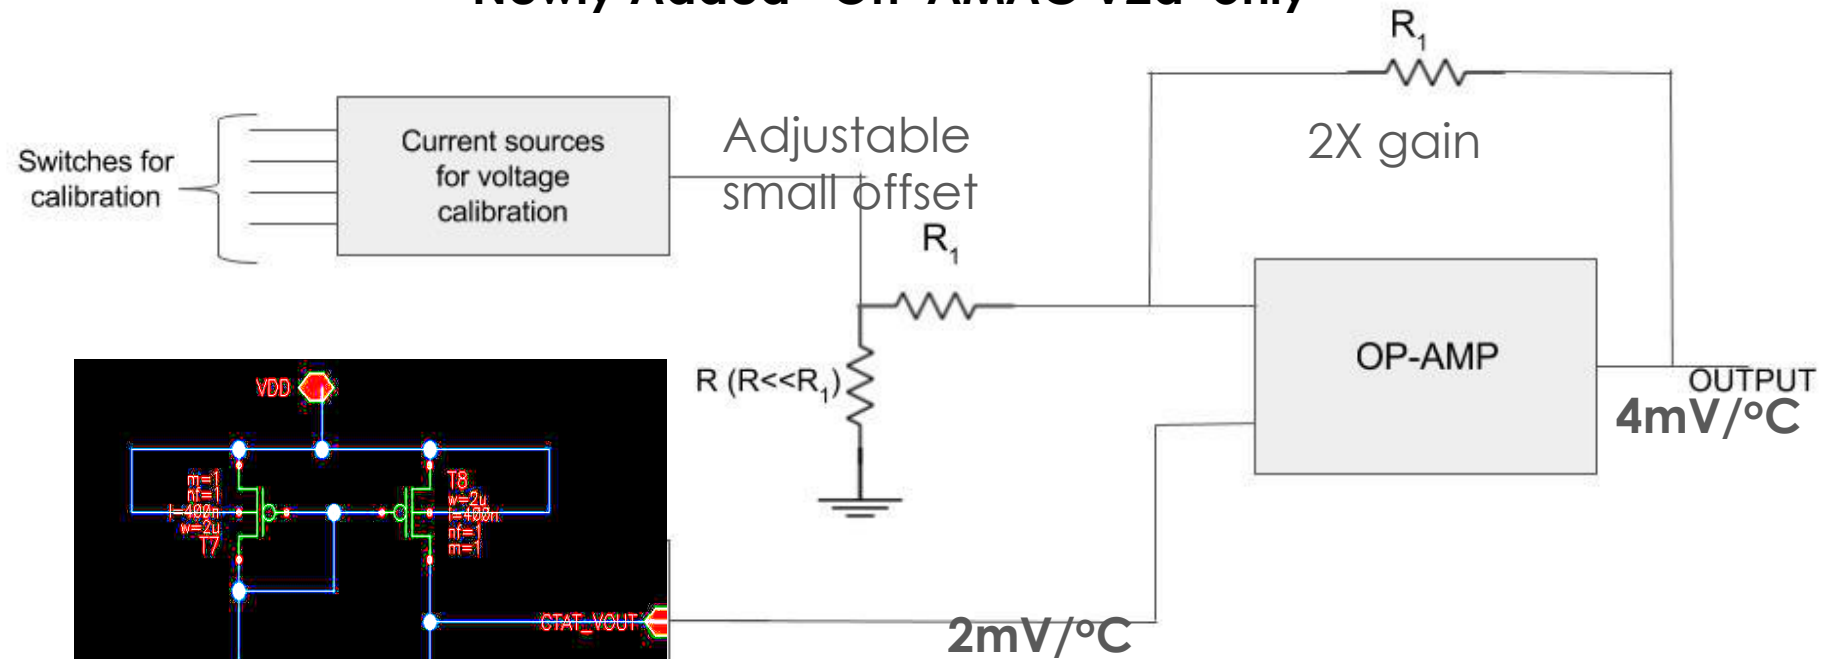 R1
Switches for
calibration
Current sources
for voltage
calibration
Adjustable
small offset
2X gain
R1
R (R<<R1)
OP-AMP
OUTPUT
4mV/°C
VDD
m=1
nf=1
l=400n
w=2u
T7
T8
w=2u
l=400n
nf=1
m=1
CTAT_VOUT
2mV/°C